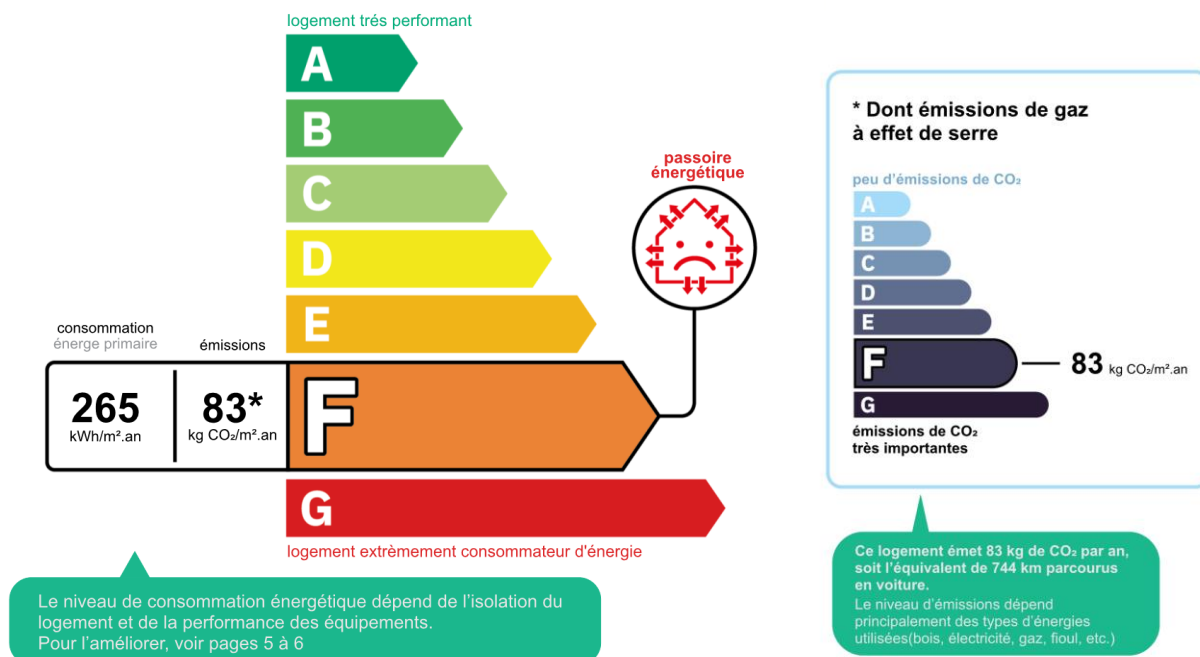 logement trés performant
A
B
C
D
E
passoire
énergétique
consommation
énerge primaire
émissions
265
kWh/m².an
83*
kg CO₂/m².an
F
G
logement extrèmement consommateur d'énergie
Le niveau de consommation énergétique dépend de l'isolation du
logement et de la performance des équipements.
Pour l'améliorer, voir pages 5 à 6
* Dont émissions de gaz
à effet de serre
peu d'émissions de CO₂
A
B
C
D
E
F
83 kg CO₂/m².an
G
émissions de CO₂
très importantes
Ce logement émet 83 kg de CO₂ par an,
soit l'équivalent de 744 km parcourus
en voiture.
Le niveau d'émissions dépend
principalement des types d'énergies
utilisées(bois, électricité, gaz, fioul, etc.)